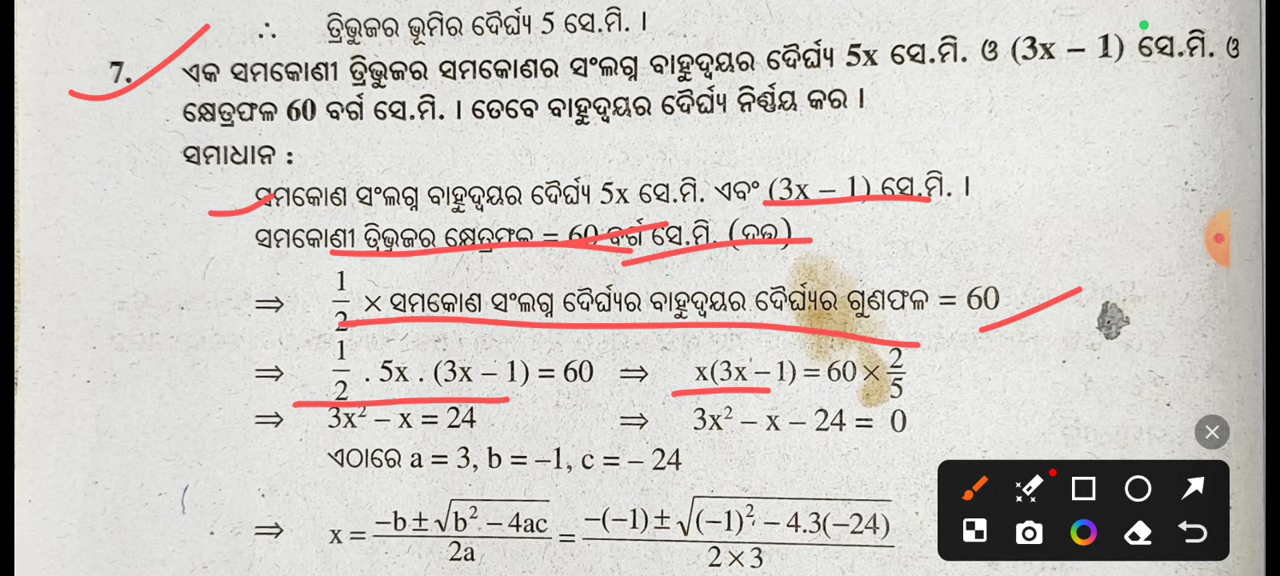 ∴ ତ୍ରିଭୁଜର ଭୂମିର ଦୈର୍ଘ୍ୟ 5 ସେ.ମି. ।
7. ଏକ ସମକୋଣୀ ତ୍ରିଭୁଜର ସମକୋଣର ସଂଲଗ୍ନ ବାହୁଦ୍ୱୟର ଦୈର୍ଘ୍ୟ 5x ସେ.ମି. ଓ (3x – 1) ସେ.ମି. ଓ
କ୍ଷେତ୍ରଫଳ 60 ବର୍ଗ ସେ.ମି. । ତେବେ ବାହୁଦ୍ୱୟର ଦୈର୍ଘ୍ୟ ନିର୍ଣ୍ଣୟ କର ।
ସମାଧାନ :
ସମକୋଣ ସଂଲଗ୍ନ ବାହୁଦ୍ୱୟର ଦୈର୍ଘ୍ୟ 5x ସେ.ମି. ଏବଂ (3x – 1) ସେ.ମି. ।
ସମକୋଣୀ ତ୍ରିଭୁଜର କ୍ଷେତ୍ରଫଳ = 60 ବର୍ଗ ସେ.ମି. (ଦତ୍ତ)
⇒ 1/2 × ସମକୋଣ ସଂଲଗ୍ନ ଦୈର୍ଘ୍ୟର ବାହୁଦ୍ୱୟର ଦୈର୍ଘ୍ୟର ଗୁଣଫଳ = 60
⇒ 1/2 . 5x . (3x – 1) = 60 ⇒ x(3x – 1) = 60 × 2/5
⇒ 3x² – x = 24 ⇒ 3x² – x – 24 = 0
ଏଠାରେ a = 3, b = –1, c = – 24
⇒ x = (–b ± √(b² – 4ac))/2a = (–(–1) ± √((–1)² – 4.3(–24)))/(2 × 3)